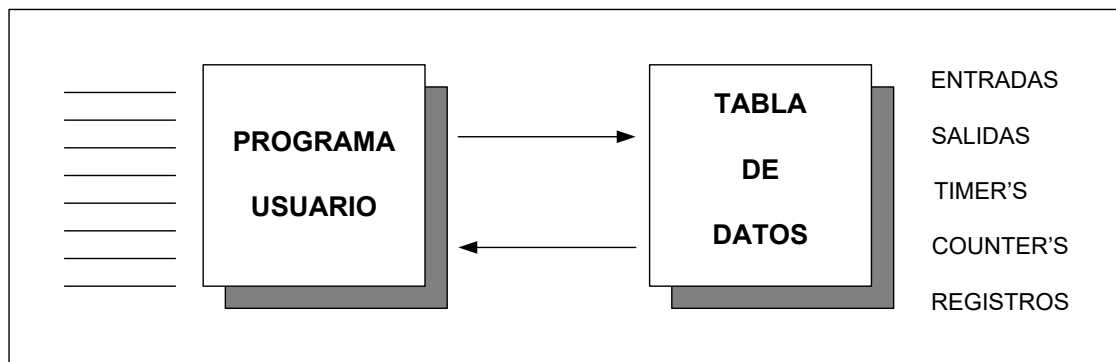 PROGRAMA
USUARIO
TABLA
DE
DATOS
ENTRADAS
SALIDAS
TIMER'S
COUNTER’S
REGISTROS